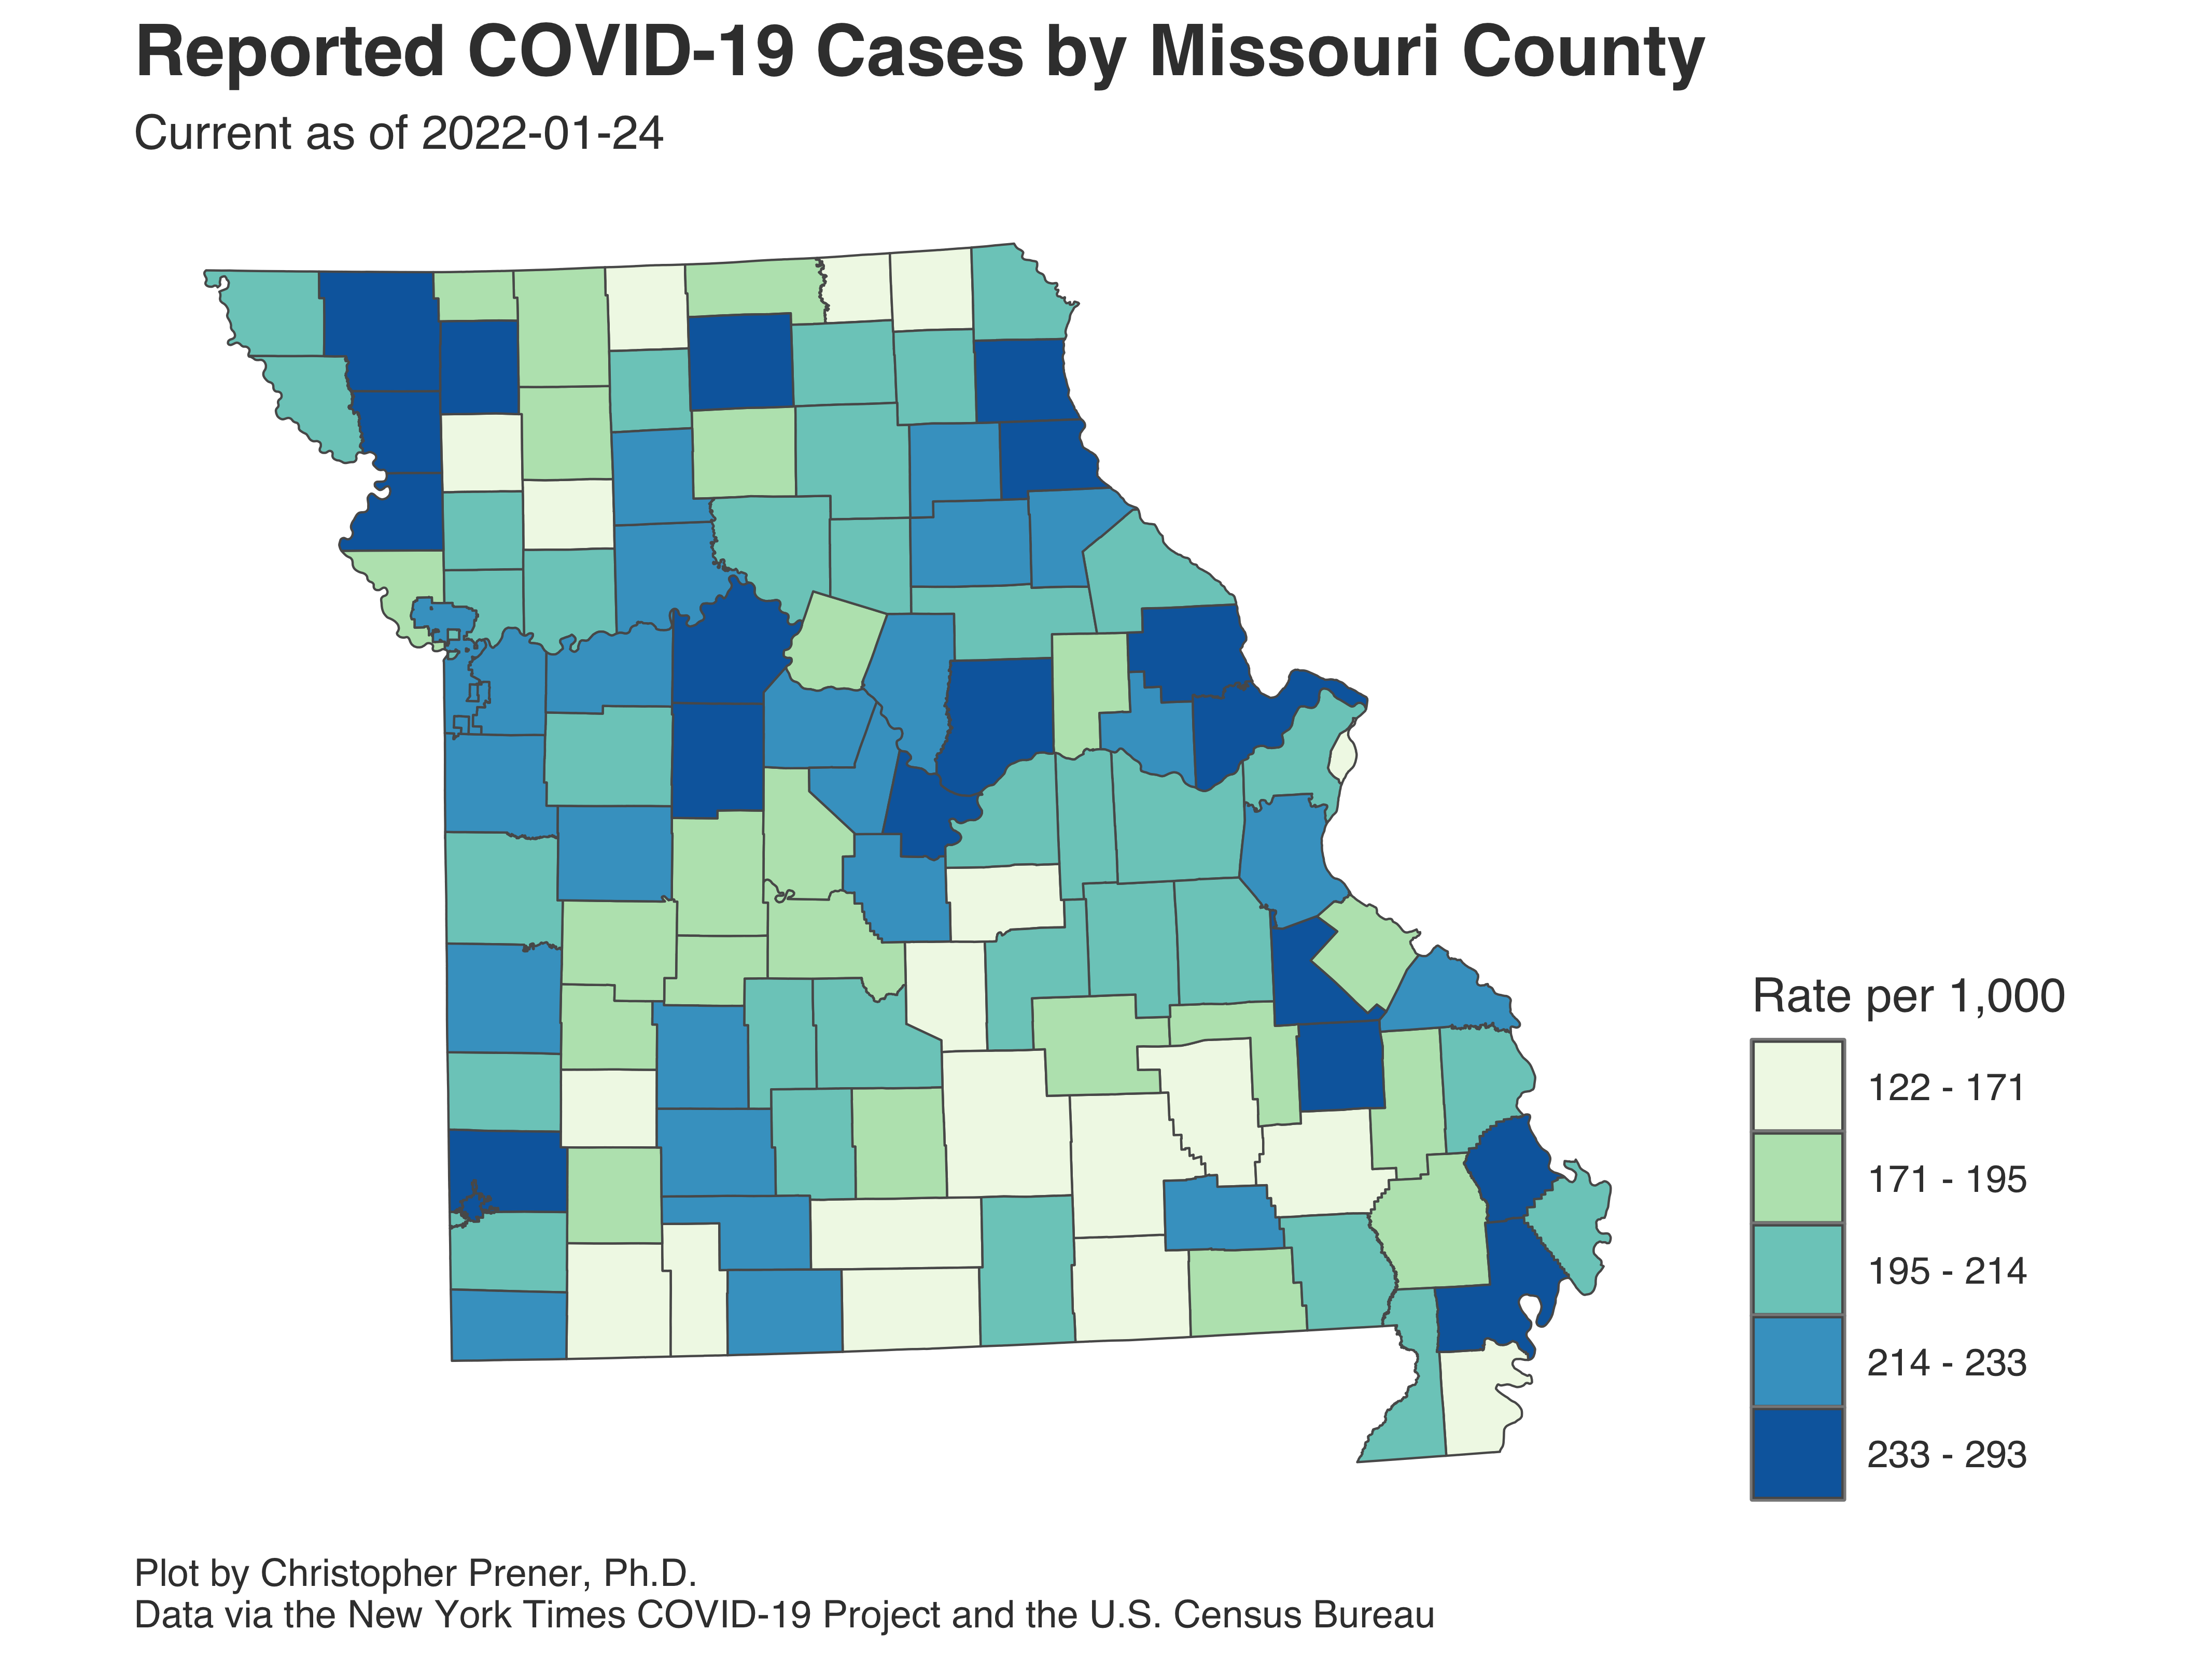 Reported COVID-19 Cases by Missouri County
Current as of 2022-01-24
Rate per 1,000
122 - 171
171 - 195
195 - 214
214 - 233
233 - 293
Plot by Christopher Prener, Ph.D.
Data via the New York Times COVID-19 Project and the U.S. Census Bureau